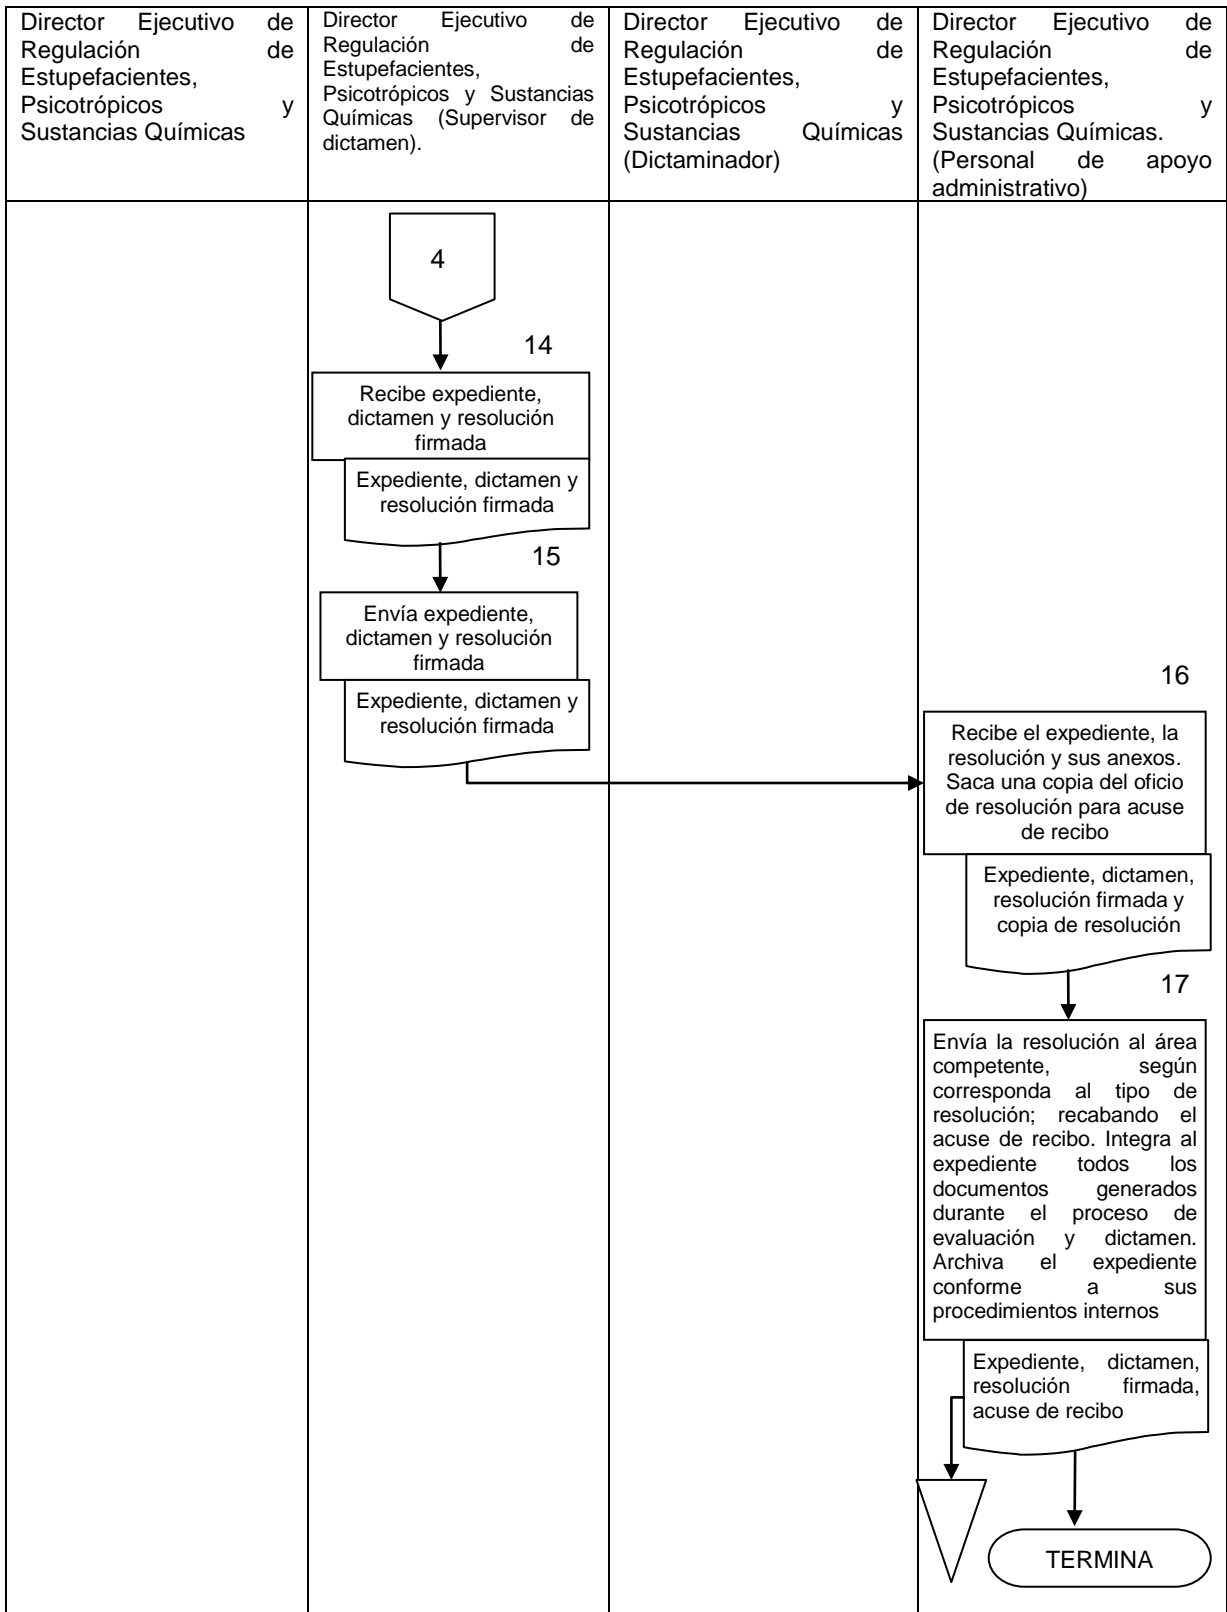 Director Ejecutivo de
Regulación de
Estupefacientes,
Psicotrópicos y
Sustancias Químicas
Director Ejecutivo de
Regulación de
Estupefacientes,
Psicotrópicos y Sustancias
Químicas (Supervisor de
dictamen).
Director Ejecutivo de
Regulación de
Estupefacientes,
Psicotrópicos y
Sustancias Químicas
(Dictaminador)
Director Ejecutivo de
Regulación de
Estupefacientes,
Psicotrópicos y
Sustancias Químicas.
(Personal de apoyo
administrativo)
4
14
Recibe expediente,
dictamen y resolución
firmada
Expediente, dictamen y
resolución firmada
15
Envía expediente,
dictamen y resolución
firmada
Expediente, dictamen y
resolución firmada
16
Recibe el expediente, la
resolución y sus anexos.
Saca una copia del oficio
de resolución para acuse
de recibo
Expediente, dictamen,
resolución firmada y
copia de resolución
17
Envía la resolución al área
competente, según
corresponda al tipo de
resolución; recabando el
acuse de recibo. Integra al
expediente todos los
documentos generados
durante el proceso de
evaluación y dictamen.
Archiva el expediente
conforme a sus
procedimientos internos
Expediente, dictamen,
resolución firmada,
acuse de recibo
TERMINA